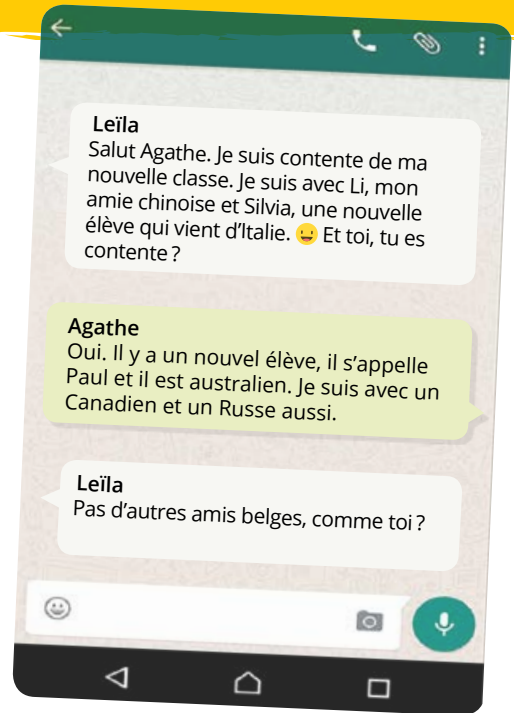 Leïla
Salut Agathe. Je suis contente de ma
nouvelle classe. Je suis avec Li, mon
amie chinoise et Silvia, une nouvelle
élève qui vient d'Italie. 😀 Et toi, tu es
contente ?
Agathe
Oui. Il y a un nouvel élève, il s'appelle
Paul et il est australien. Je suis avec un
Canadien et un Russe aussi.
Leïla
Pas d'autres amis belges, comme toi ?